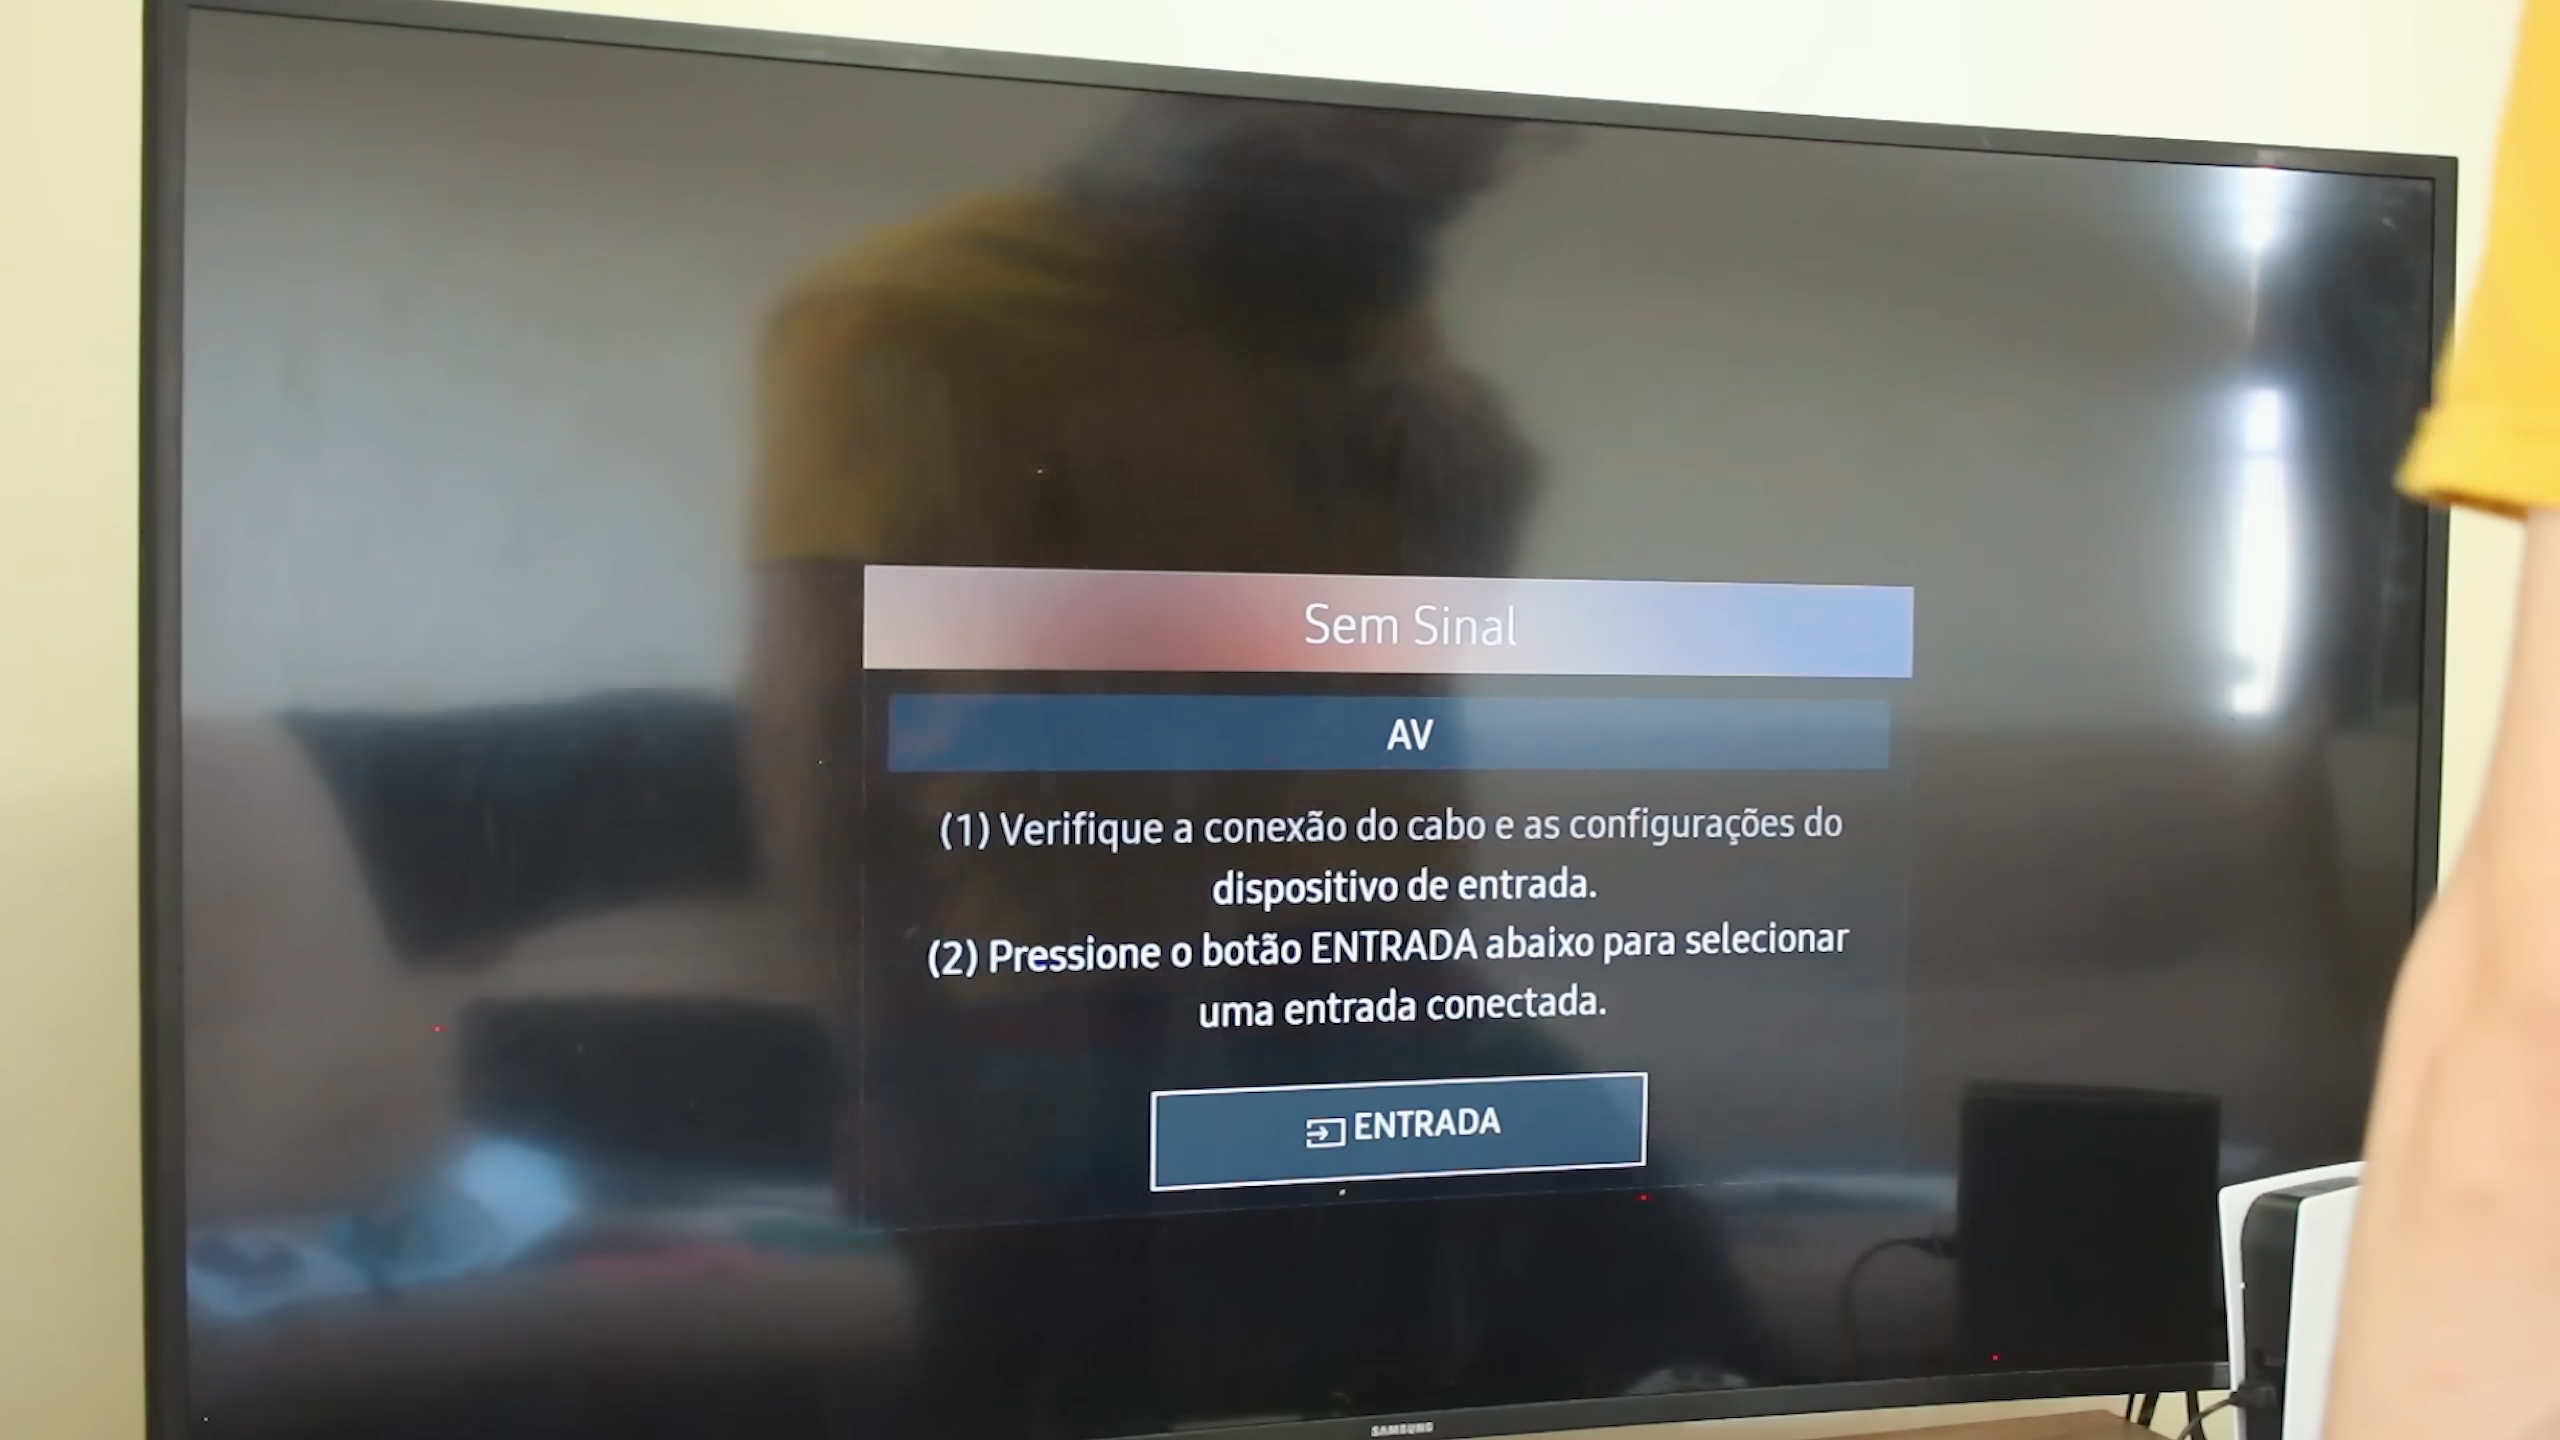 Sem Sinal
AV
(1) Verifique a conexão do cabo e as configurações do
dispositivo de entrada.
(2) Pressione o botão ENTRADA abaixo para selecionar
uma entrada conectada.
ENTRADA
SAMSUNG